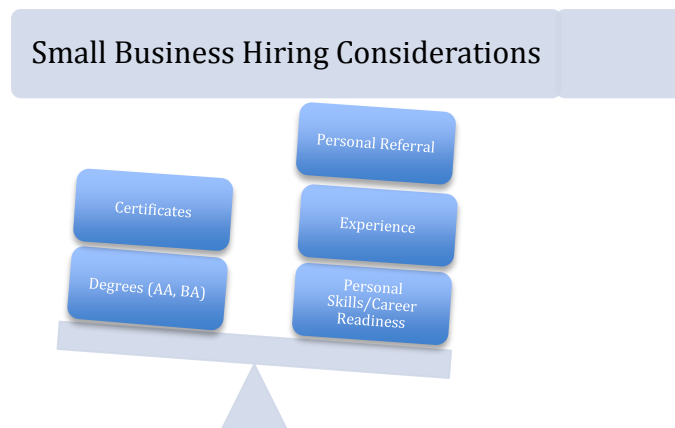 Small Business Hiring Considerations
Personal Referral
Certificates
Experience
Degrees (AA, BA)
Personal
Skills/Career
Readiness